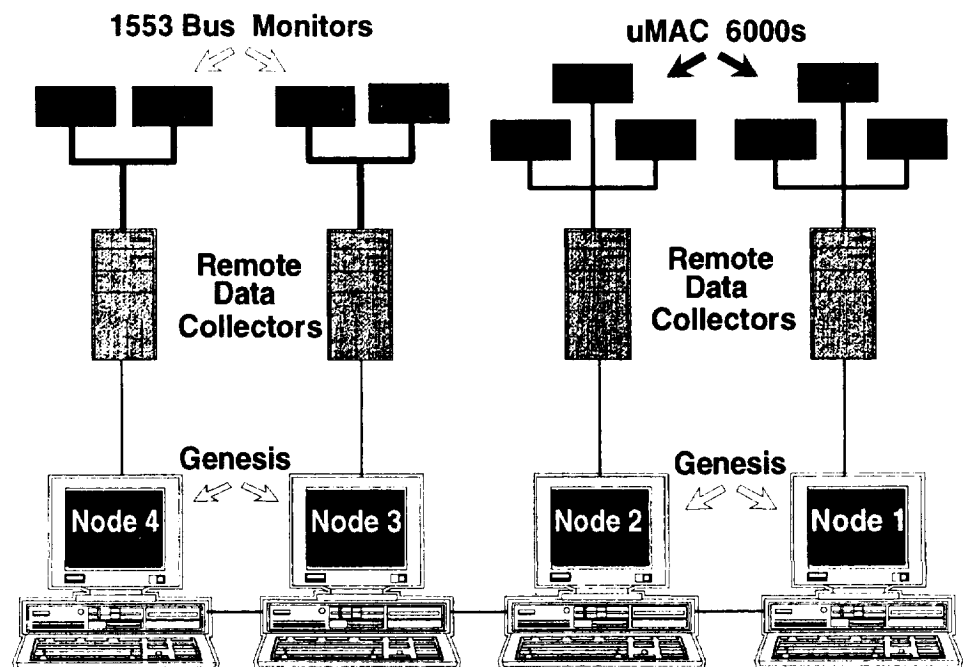 1553 Bus Monitors
uMAC 6000s
Remote
Data
Collectors
Remote
Data
Collectors
Genesis
Genesis
Node 4
Node 3
Node 2
Node 1